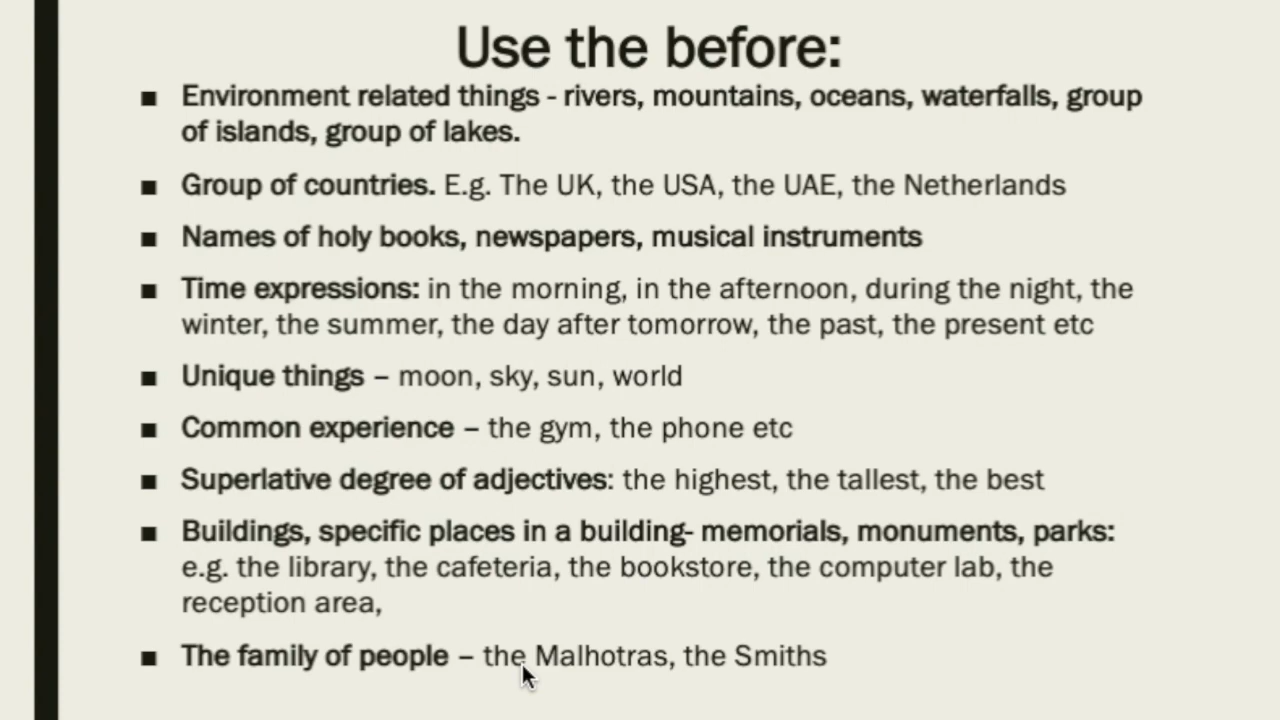 Use the before:
■ Environment related things - rivers, mountains, oceans, waterfalls, group
of islands, group of lakes.
■ Group of countries. E.g. The UK, the USA, the UAE, the Netherlands
■ Names of holy books, newspapers, musical instruments
■ Time expressions: in the morning, in the afternoon, during the night, the
winter, the summer, the day after tomorrow, the past, the present etc
■ Unique things – moon, sky, sun, world
■ Common experience – the gym, the phone etc
■ Superlative degree of adjectives: the highest, the tallest, the best
■ Buildings, specific places in a building- memorials, monuments, parks:
e.g. the library, the cafeteria, the bookstore, the computer lab, the
reception area,
■ The family of people – the Malhotras, the Smiths